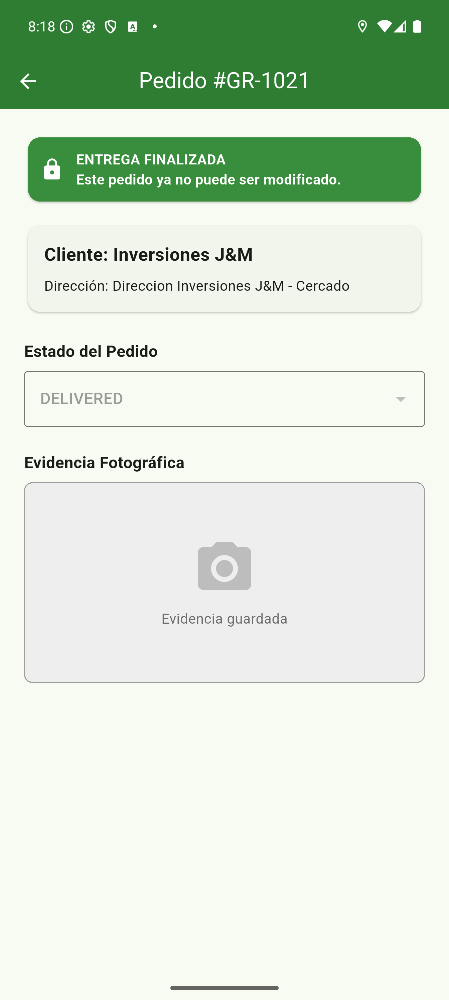 8:18
Pedido #GR-1021
ENTREGA FINALIZADA
Este pedido ya no puede ser modificado.
Cliente: Inversiones J&M
Dirección: Direccion Inversiones J&M - Cercado
Estado del Pedido
DELIVERED
Evidencia Fotográfica
Evidencia guardada